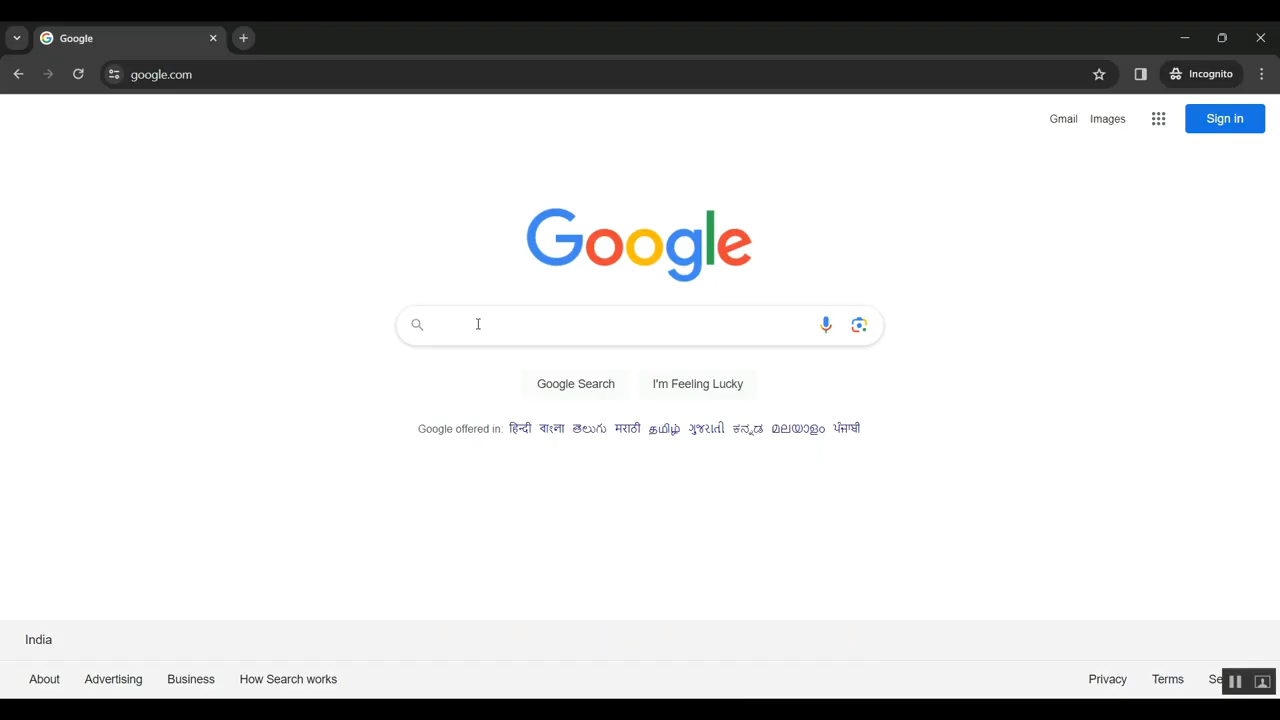 Google
google.com
Incognito
Gmail Images
Sign in
Google
Google Search I'm Feeling Lucky
Google offered in: हिन्दी বাংলা తెలుగు मराठी தமிழ் ગુજરાતી ಕನ್ನಡ മലയാളം ਪੰਜਾਬੀ
India
About Advertising Business How Search works Privacy Terms